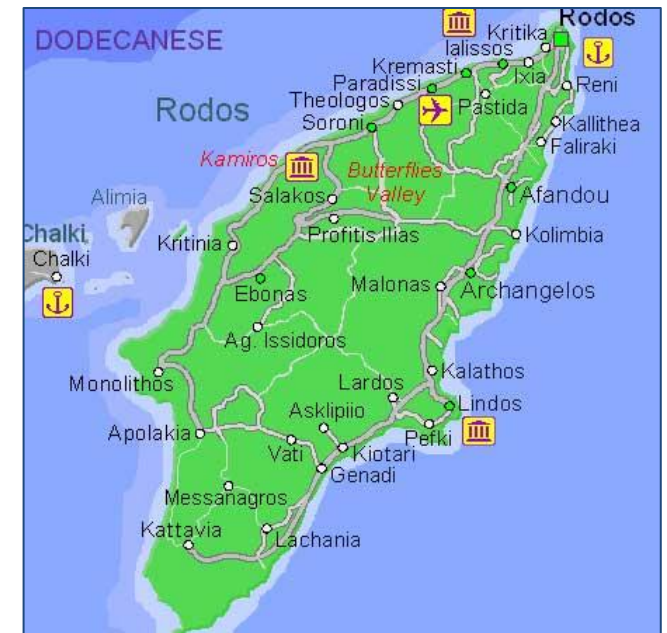 Rodos
DODECANESE
Kritika
Ialissos
Kremasti
Ixia
Paradissi
Reni
Theologos
Pastida
Rodos
Soroni
Kallithea
Faliraki
Kamiros
Butterflies
Valley
Salakos
Afandou
Alimia
Profitis Ilias
Kolimbia
Chalki
Kritinia
Chalki
Ebonas
Malonas
Archangelos
Ag. Issidoros
Monolithos
Kalathos
Lardos
Lindos
Asklipiio
Apolakia
Pefki
Vati
Kiotari
Genadi
Messanagros
Kattavia
Lachania